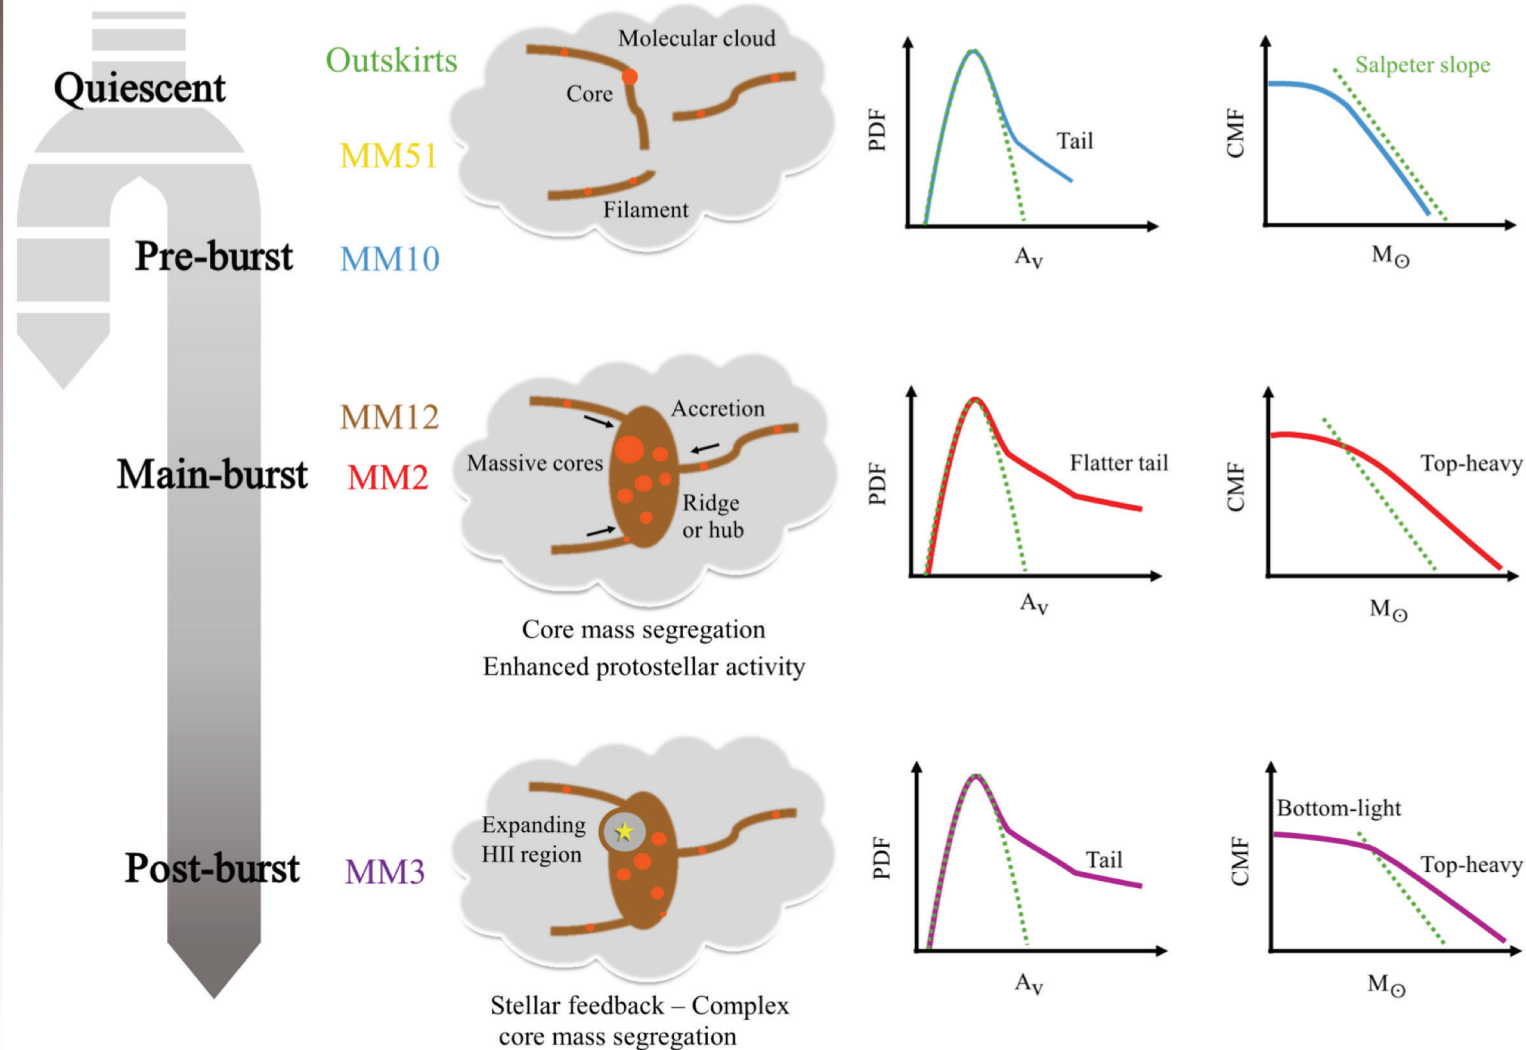 Quiescent
Pre-burst
Main-burst
Post-burst
Outskirts
MM51
MM10
MM12
MM2
MM3
Molecular cloud
Core
Filament
PDF
Tail
Aᵥ
CMF
Salpeter slope
M⊙
Accretion
Massive cores
Ridge
or hub
Core mass segregation
Enhanced protostellar activity
PDF
Flatter tail
Aᵥ
CMF
Top-heavy
M⊙
Expanding
HII region
Stellar feedback – Complex
core mass segregation
PDF
Tail
Aᵥ
CMF
Bottom-light
Top-heavy
M⊙